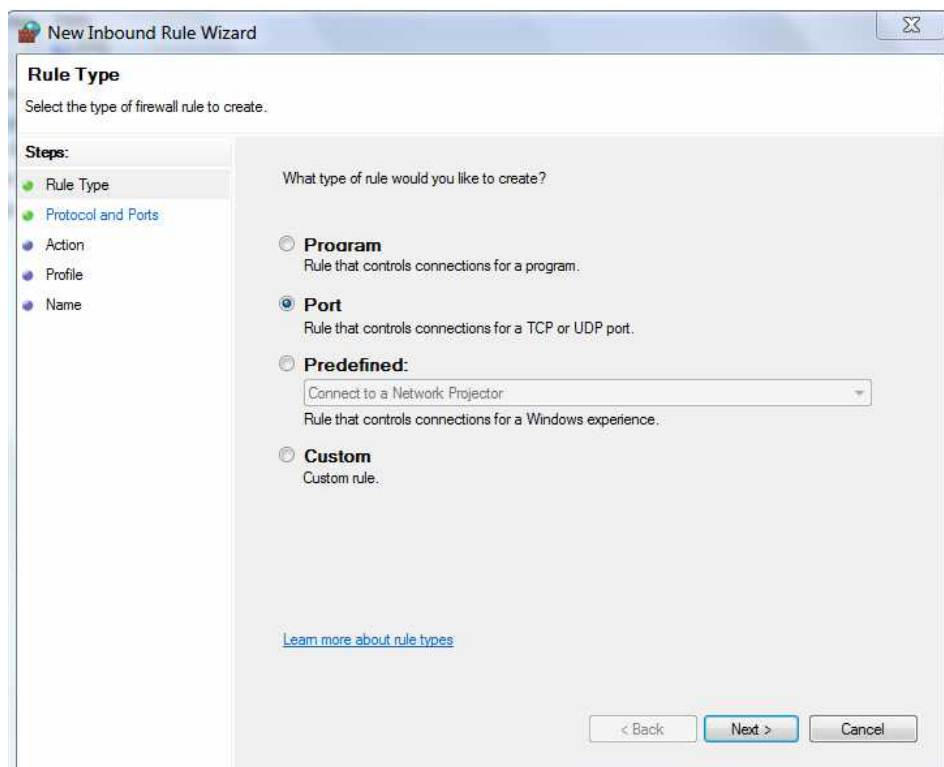 New Inbound Rule Wizard
Rule Type
Select the type of firewall rule to create.
Steps:
Rule Type
Protocol and Ports
Action
Profile
Name
What type of rule would you like to create?
Program
Rule that controls connections for a program.
Port
Rule that controls connections for a TCP or UDP port.
Predefined:
Connect to a Network Projector
Rule that controls connections for a Windows experience.
Custom
Custom rule.
Learn more about rule types
< Back Next > Cancel